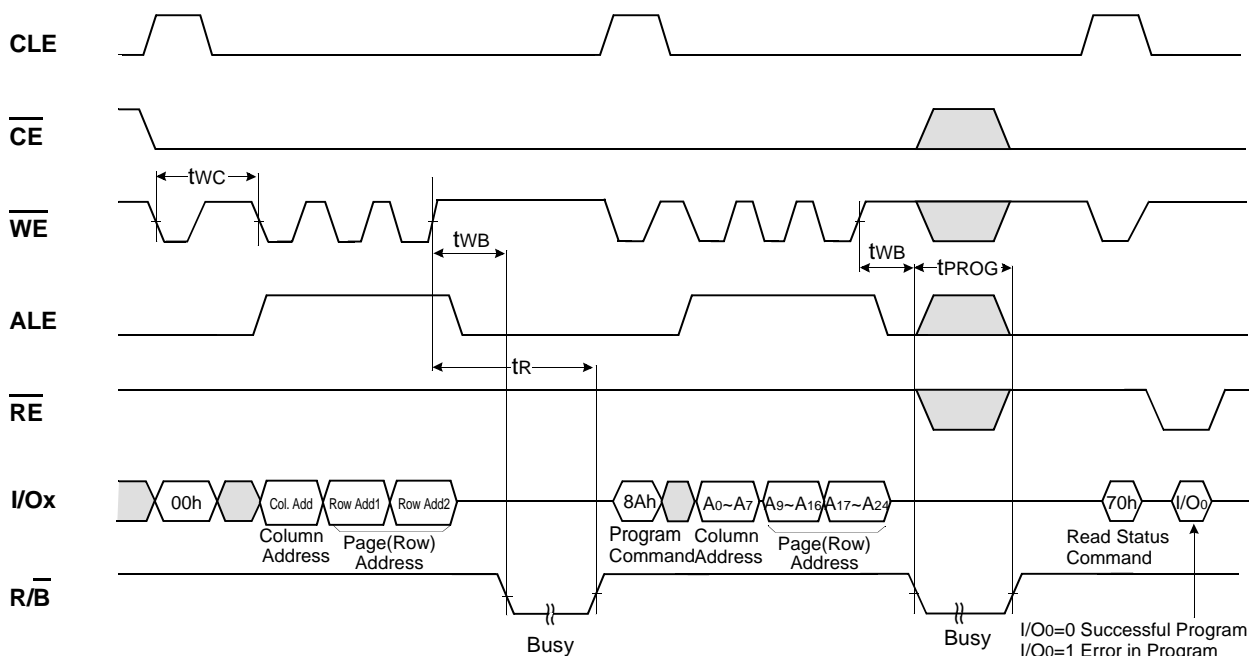 CLE
CE
tWC
WE
tWB
tWB
tPROG
ALE
tR
RE
I/Ox
00h
Col. Add
Row Add1
Row Add2
8Ah
A0~A7
A9~A16
A17~A24
70h
I/O0
Column
Address
Page(Row)
Address
Program
Command
Column
Address
Page(Row)
Address
Read Status
Command
R/B
Busy
Busy
I/O0=0 Successful Program
I/O0=1 Error in Program